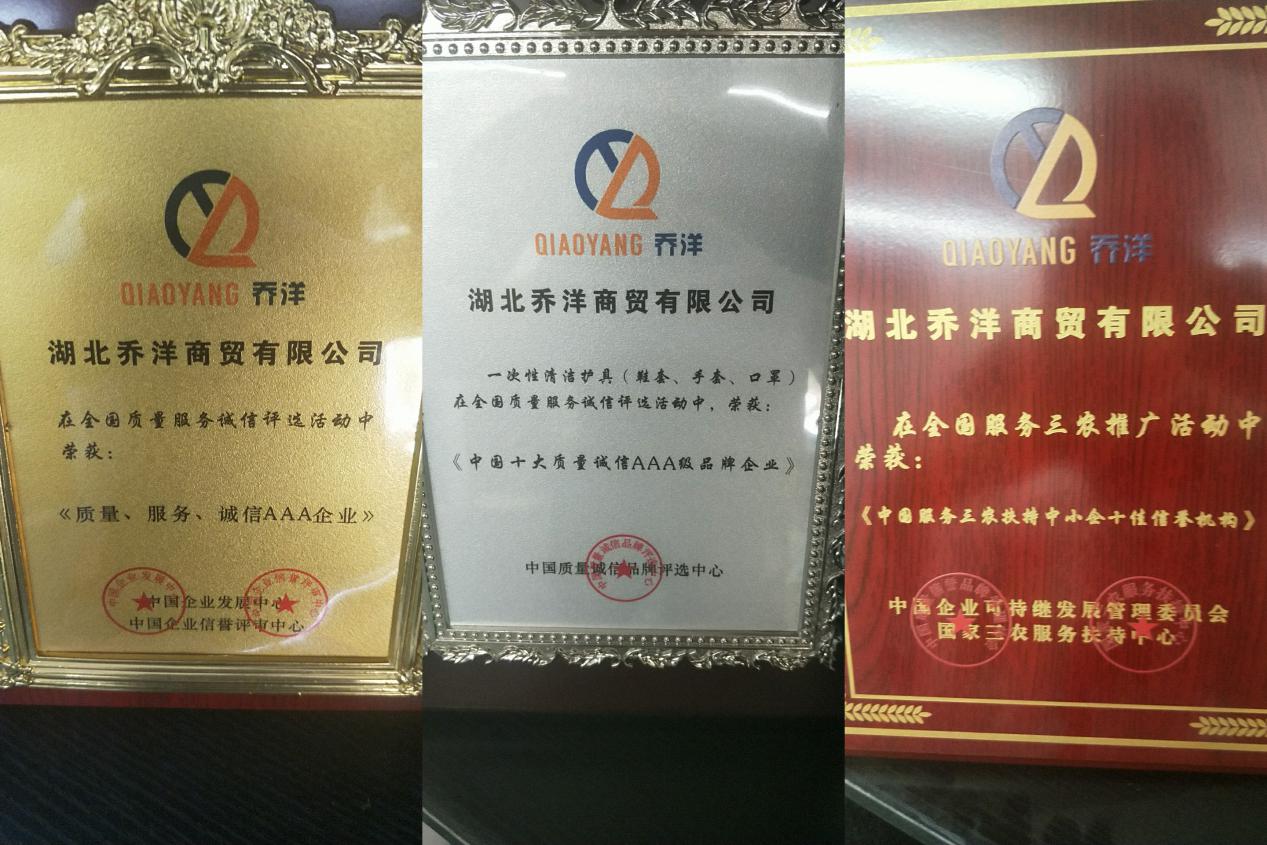 QIAOYANG 乔洋
湖北乔洋商贸有限公司
在全国质量服务诚信评选活动中
荣获：
《质量、服务、诚信AAA企业》
中国企业发展中心
中国企业信誉评审中心
QIAOYANG 乔洋
湖北乔洋商贸有限公司
一次性清洁护具（鞋套、手套、口罩）
在全国质量服务诚信评选活动中，荣获：
《中国十大质量诚信AAA级品牌企业》
中国质量诚信品牌评选中心
QIAOYANG 乔洋
湖北乔洋商贸有限公司
在全国服务三农推广活动中
荣获：
《中国服务三农扶持中小企十佳信誉机构》
中国企业可持继发展管理委员会
国家三农服务扶持中心